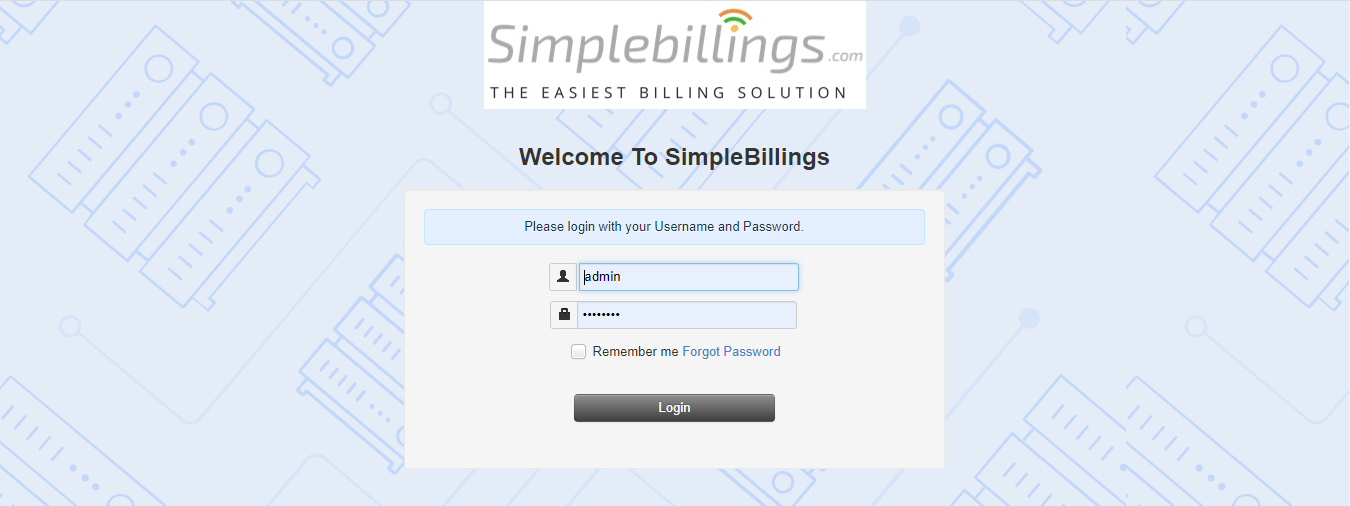 Simplebillings.com
THE EASIEST BILLING SOLUTION
Welcome To SimpleBillings
Please login with your Username and Password.
admin
••••••••
Remember me Forgot Password
Login